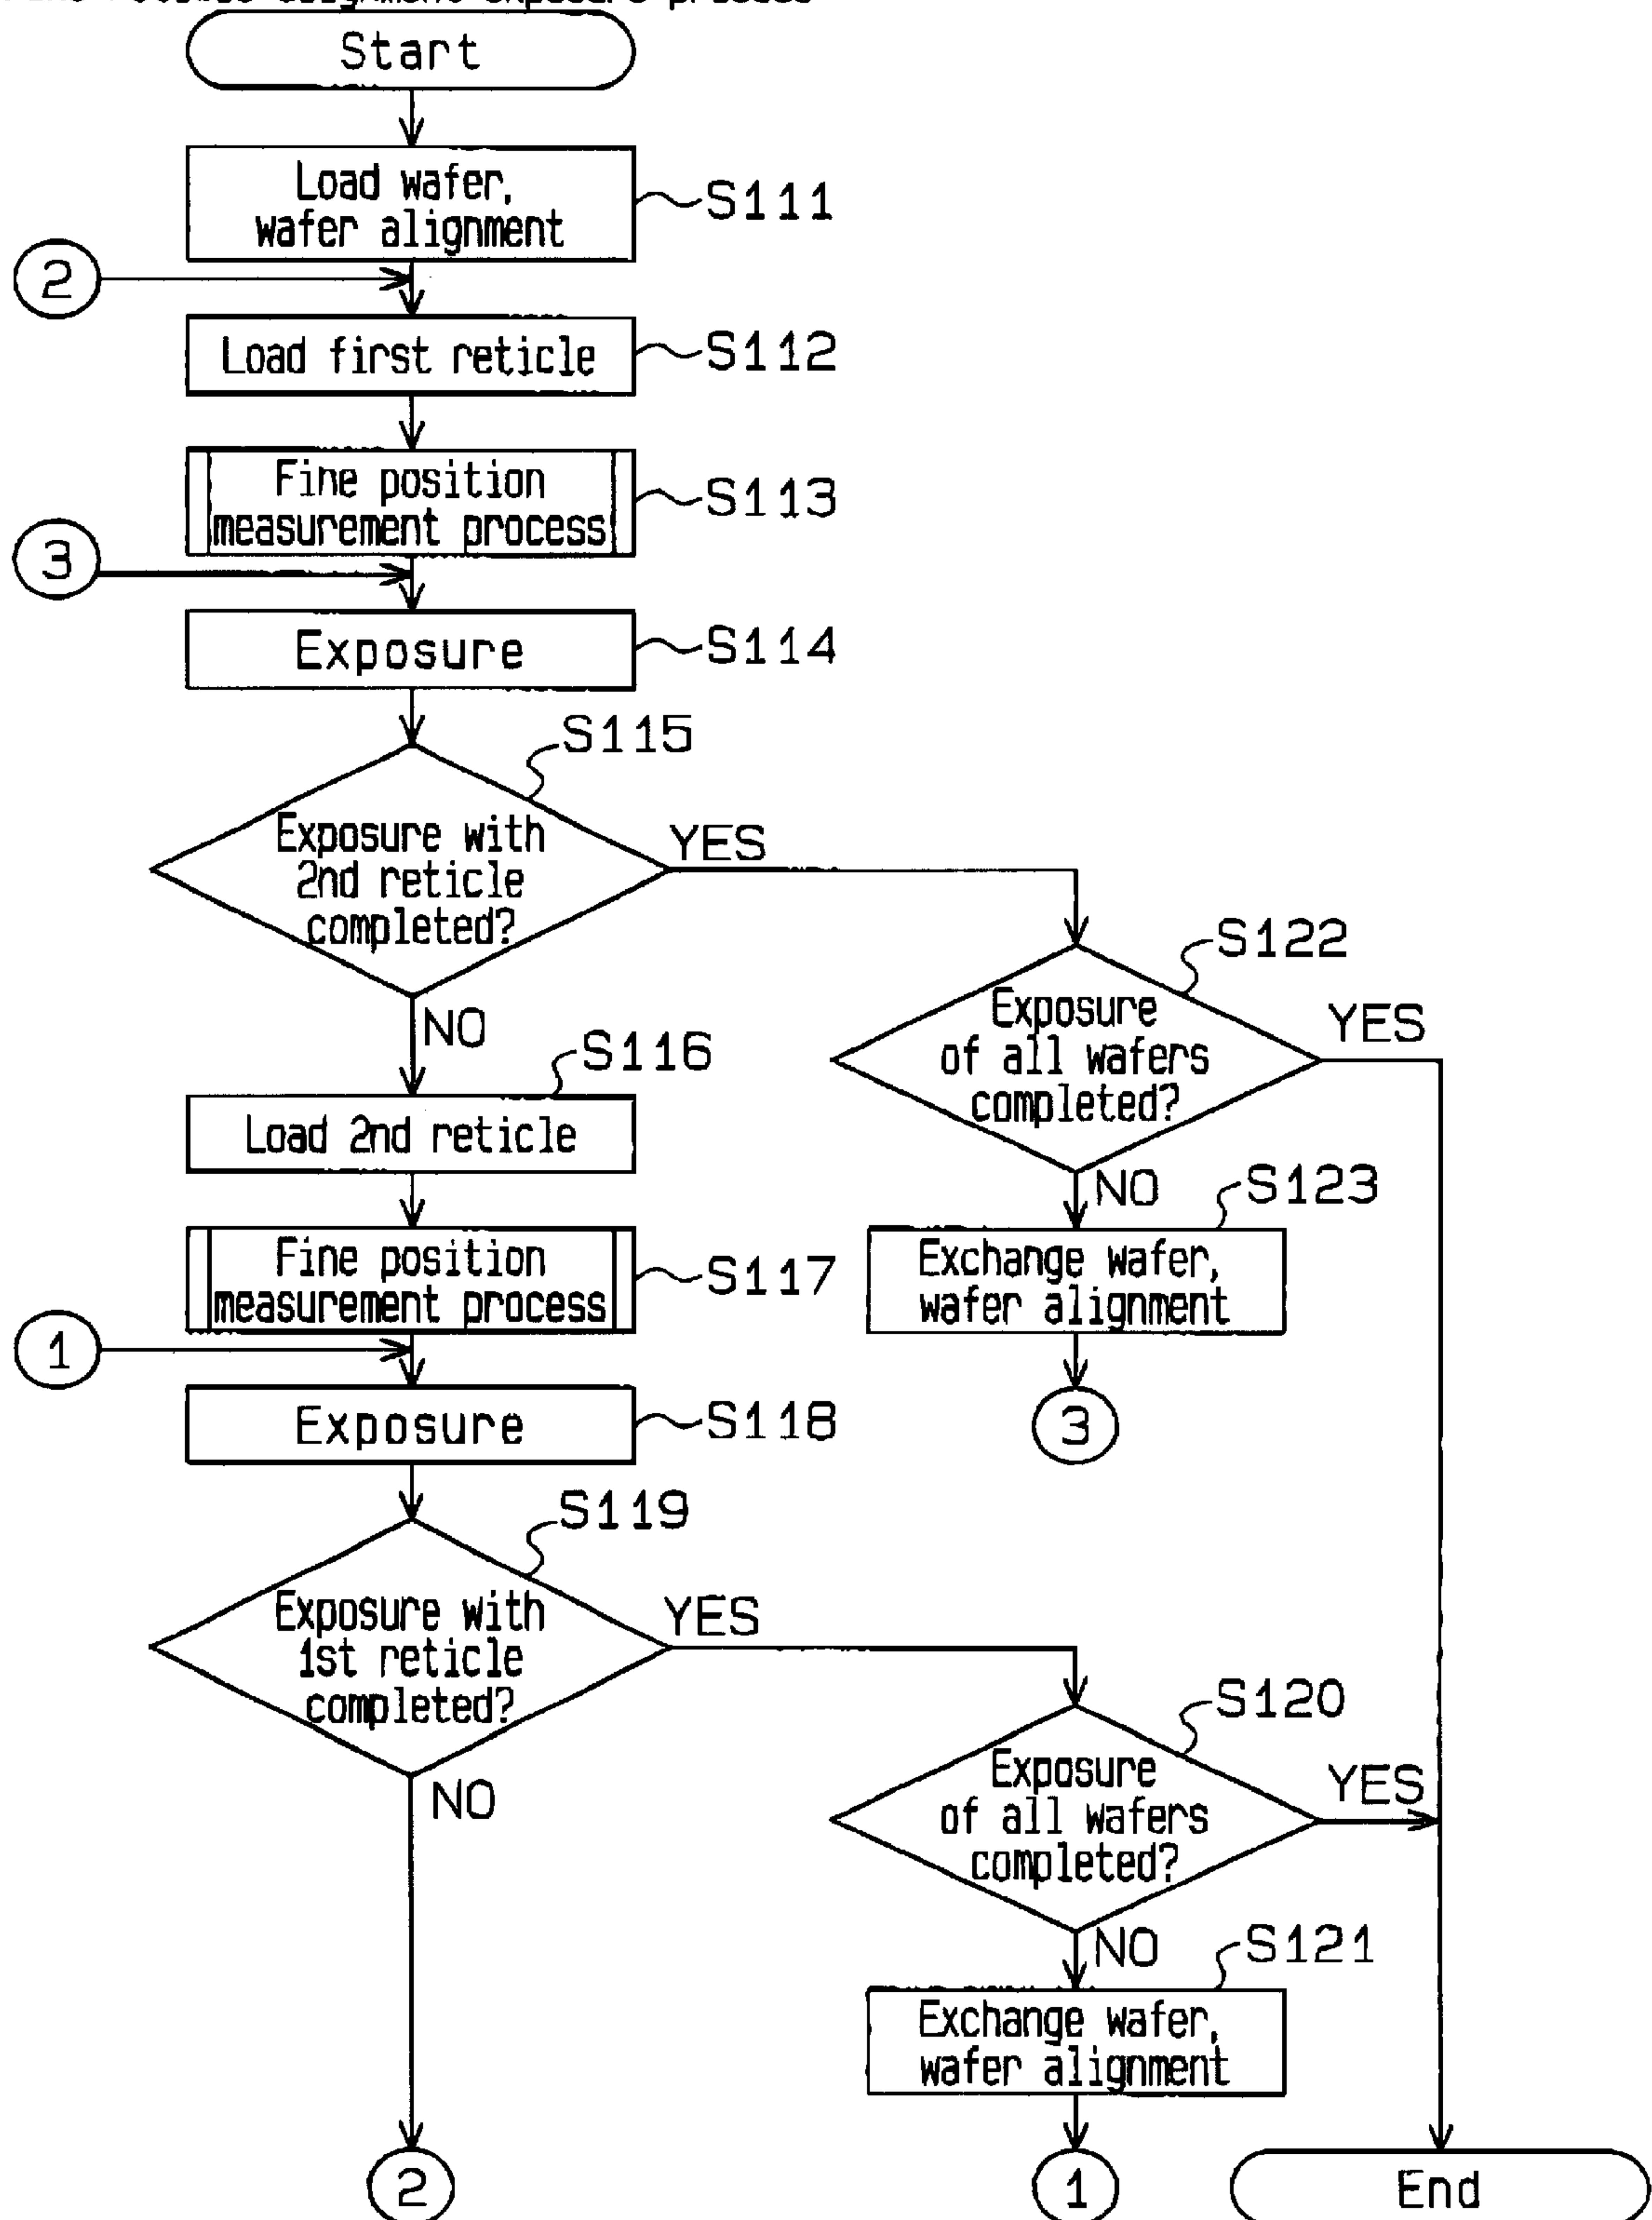 Start
Load wafer,
wafer alignment
S111
2
Load first reticle
S112
Fine position
measurement process
S113
3
Exposure
S114
S115
Exposure with
2nd reticle
completed?
YES
NO
S122
Exposure
of all wafers
completed?
YES
NO
S116
Load 2nd reticle
S123
Exchange wafer,
wafer alignment
3
Fine position
measurement process
S117
1
Exposure
S118
S119
Exposure with
1st reticle
completed?
YES
NO
S120
Exposure
of all wafers
completed?
YES
NO
S121
Exchange wafer,
wafer alignment
2
1
End